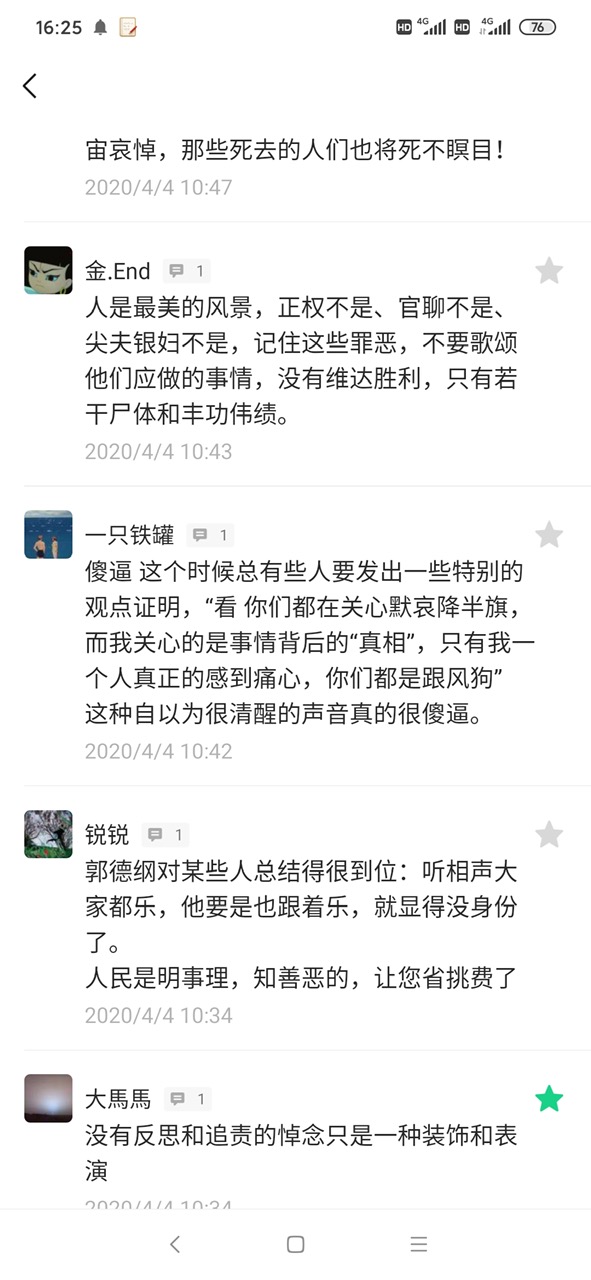 16:25 HD 4G HD 4G 76
宙哀悼，那些死去的人们也将死不瞑目！
2020/4/4 10:47
金.End 1
人是最美的风景，正权不是、官聊不是、
尖夫银妇不是，记住这些罪恶，不要歌颂
他们应做的事情，没有维达胜利，只有若
干尸体和丰功伟绩。
2020/4/4 10:43
一只铁罐 1
傻逼 这个时候总有些人要发出一些特别的
观点证明，“看 你们都在关心默哀降半旗，
而我关心的是事情背后的“真相”，只有我一
个人真正的感到痛心，你们都是跟风狗”
这种自以为很清醒的声音真的很傻逼。
2020/4/4 10:42
锐锐 1
郭德纲对某些人总结得很到位：听相声大
家都乐，他要是也跟着乐，就显得没身份
了。
人民是明事理，知善恶的，让您省挑费了
2020/4/4 10:34
大馬馬 1
没有反思和追责的悼念只是一种装饰和表
演
2020/4/4 10:34